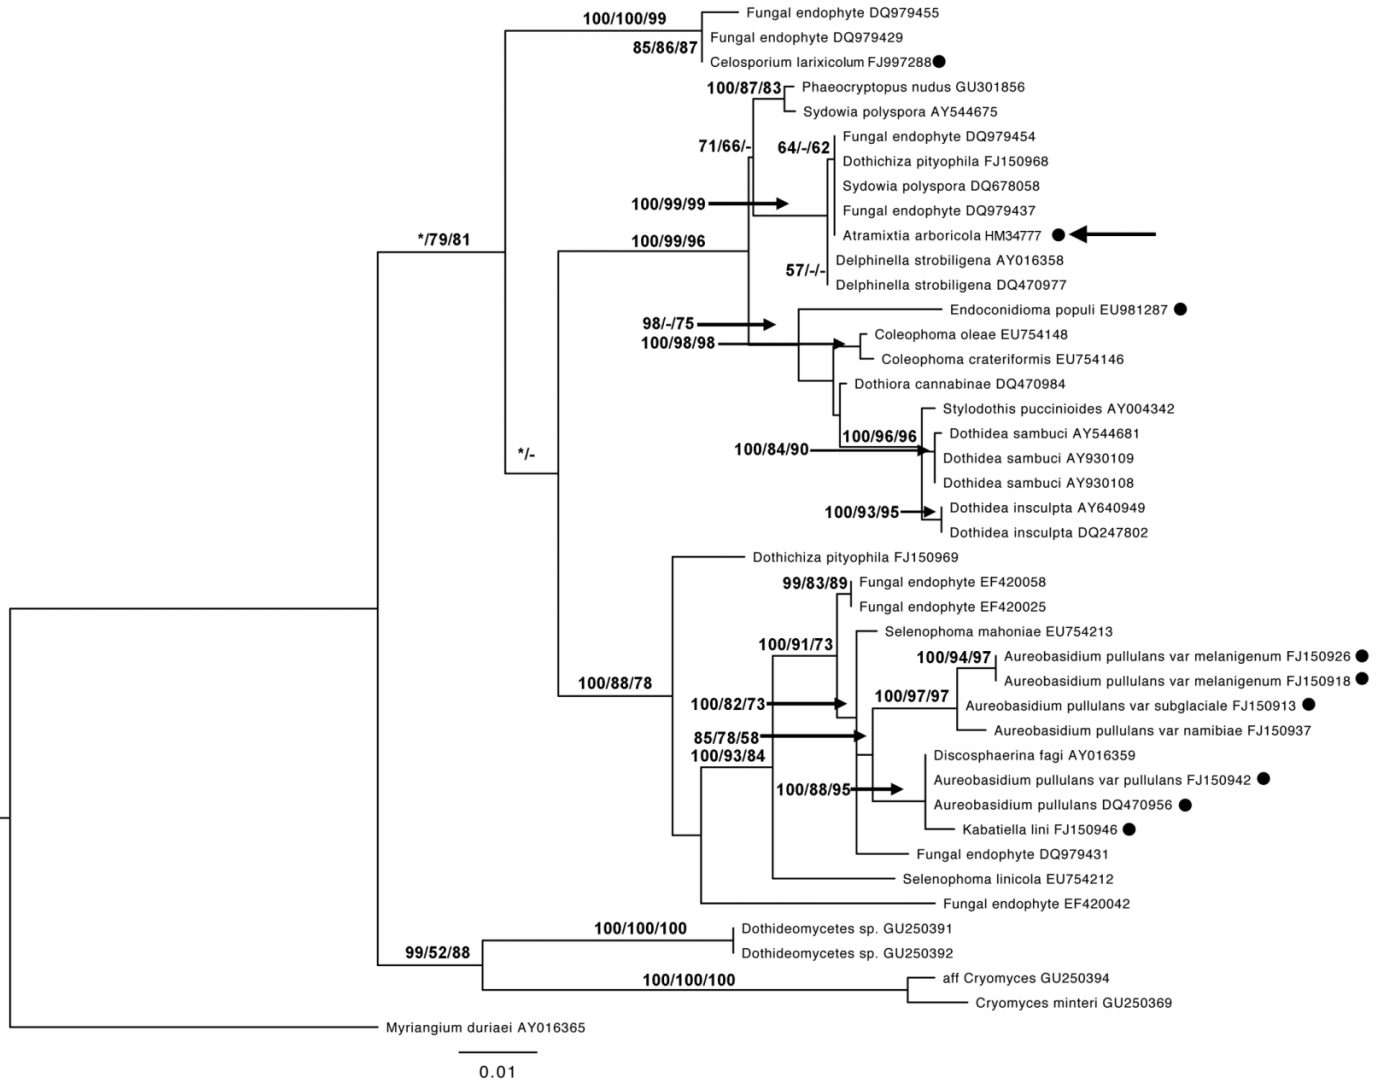 Fungal endophyte DQ979455
100/100/99
Fungal endophyte DQ979429
85/86/87
Celosporium larixicolum FJ997288
100/87/83
Phaeocryptopus nudus GU301856
Sydowia polyspora AY544675
71/66/-
64/-/62
Fungal endophyte DQ979454
Dothichiza pityophila FJ150968
Sydowia polyspora DQ678058
100/99/99
Fungal endophyte DQ979437
*/79/81
100/99/96
Atramixtia arboricola HM34777
Delphinella strobiligena AY016358
57/-/-
Delphinella strobiligena DQ470977
Endoconidioma populi EU981287
98/-/75
Coleophoma oleae EU754148
100/98/98
Coleophoma crateriformis EU754146
Dothiora cannabinae DQ470984
Stylodothis puccinioides AY004342
100/96/96
Dothidea sambuci AY544681
*/-
100/84/90
Dothidea sambuci AY930109
Dothidea sambuci AY930108
100/93/95
Dothidea insculpta AY640949
Dothidea insculpta DQ247802
Dothichiza pityophila FJ150969
99/83/89
Fungal endophyte EF420058
Fungal endophyte EF420025
Selenophoma mahoniae EU754213
100/91/73
100/94/97
Aureobasidium pullulans var melanigenum FJ150926
100/88/78
Aureobasidium pullulans var melanigenum FJ150918
100/82/73
100/97/97
Aureobasidium pullulans var subglaciale FJ150913
85/78/58
Aureobasidium pullulans var namibiae FJ150937
100/93/84
Discosphaerina fagi AY016359
100/88/95
Aureobasidium pullulans var pullulans FJ150942
Aureobasidium pullulans DQ470956
Kabatiella lini FJ150946
Fungal endophyte DQ979431
Selenophoma linicola EU754212
Fungal endophyte EF420042
100/100/100
Dothideomycetes sp. GU250391
99/52/88
Dothideomycetes sp. GU250392
100/100/100
aff Cryomyces GU250394
Cryomyces minteri GU250369
Myriangium duriaei AY016365
0.01